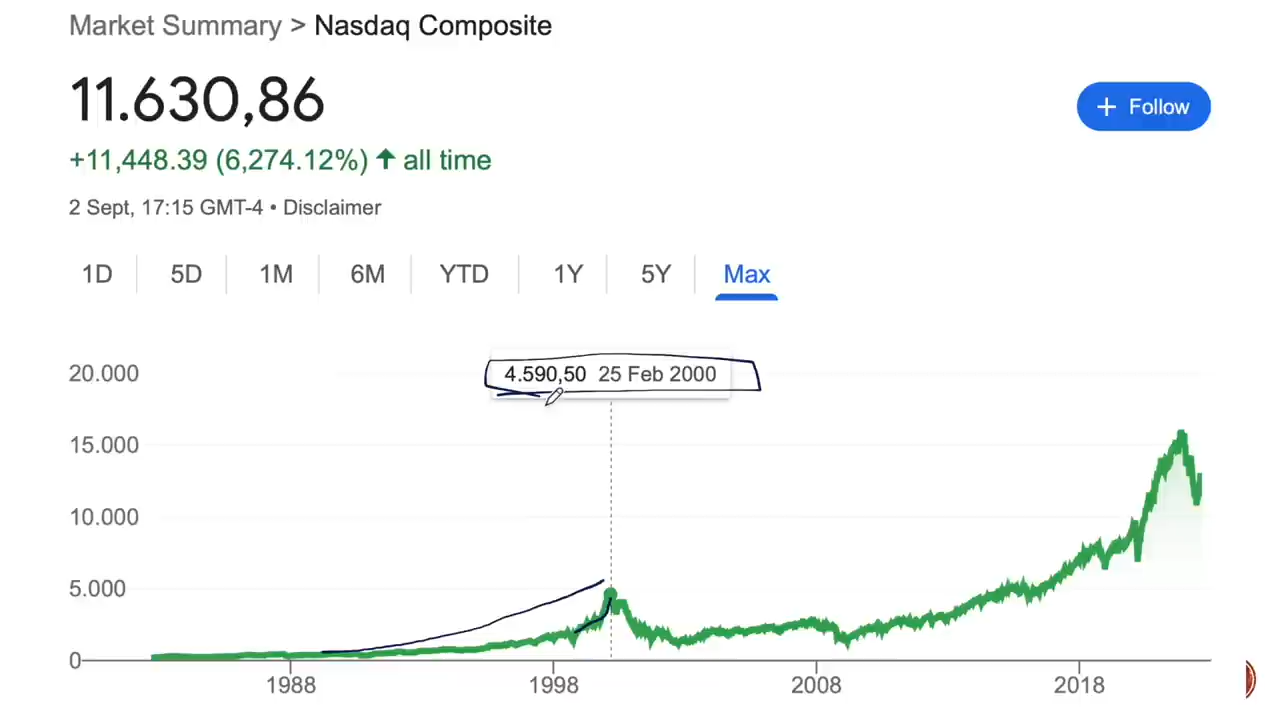 Market Summary > Nasdaq Composite
11.630,86
+ Follow
+11,448.39 (6,274.12%) ↑ all time
2 Sept, 17:15 GMT-4 • Disclaimer
1D 5D 1M 6M YTD 1Y 5Y Max
4.590,50 25 Feb 2000
20.000
15.000
10.000
5.000
0
1988 1998 2008 2018